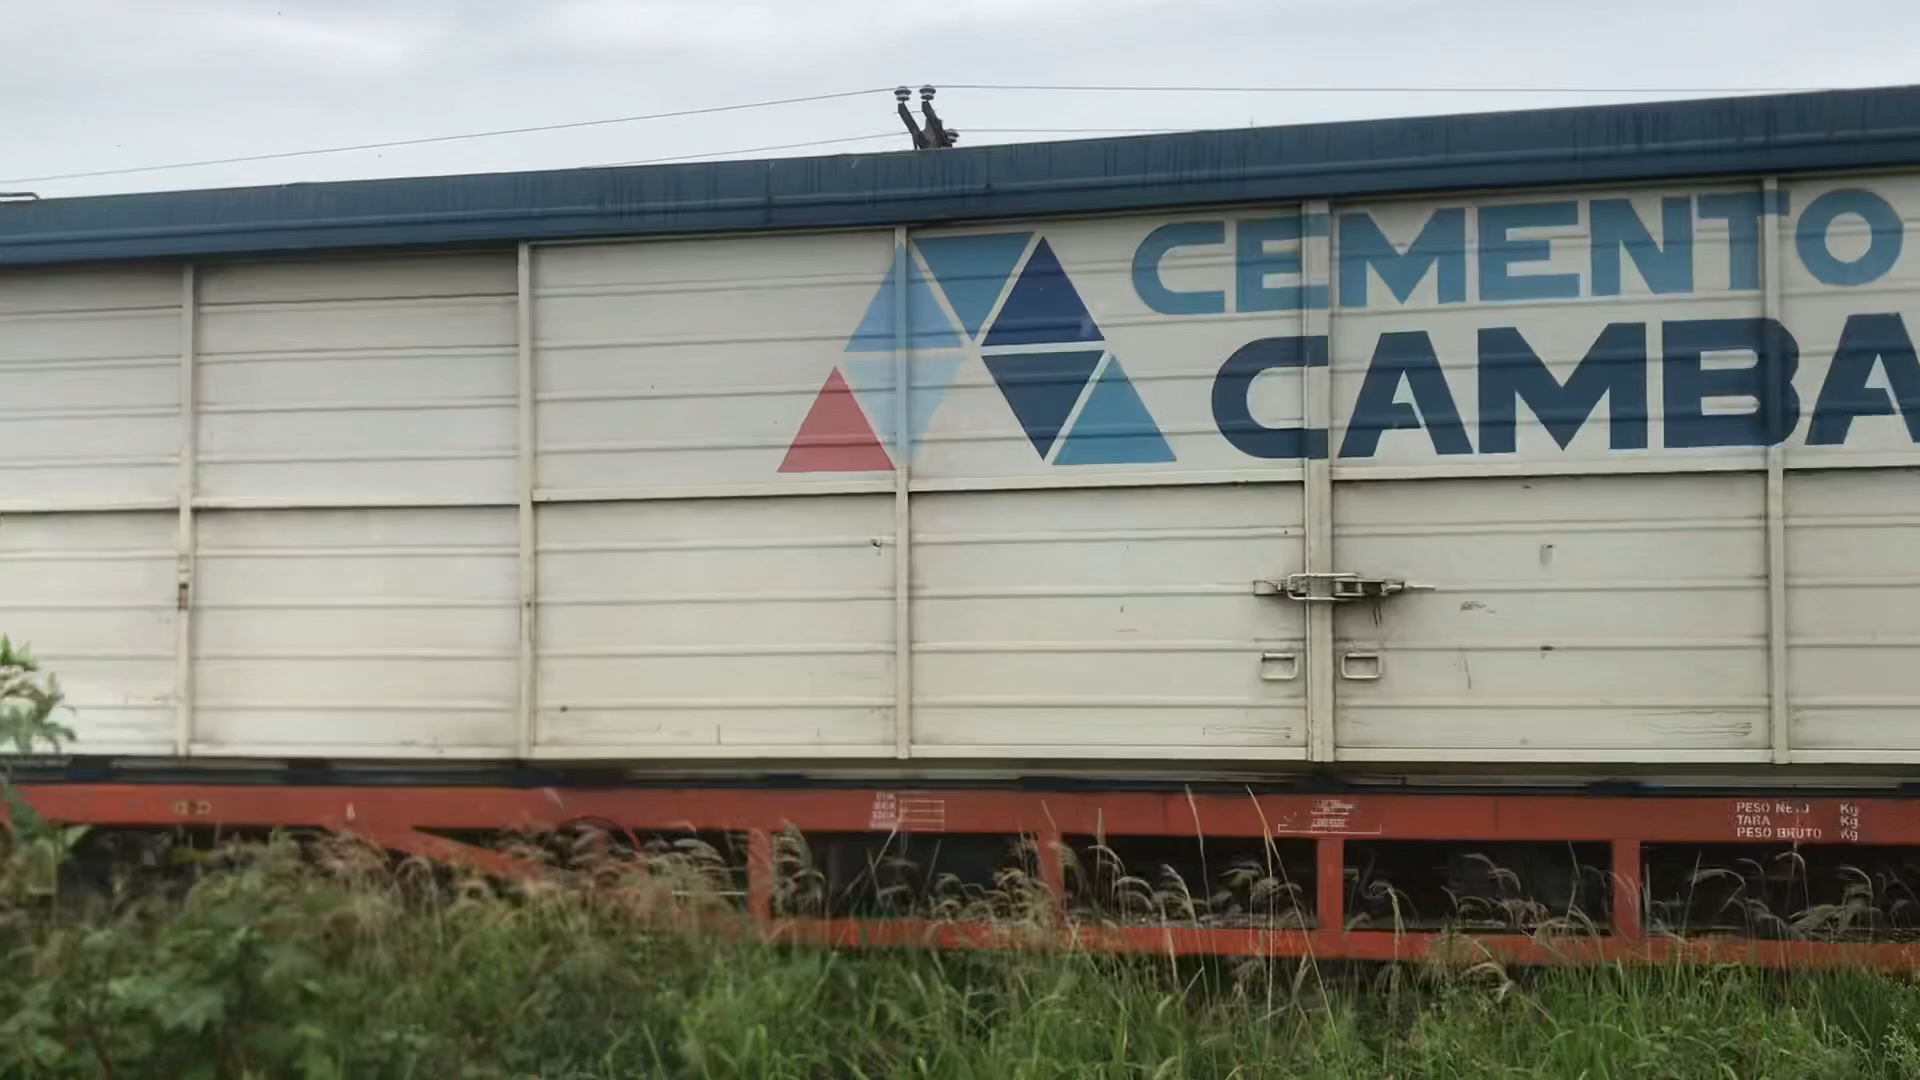 CEMENTO
CAMBA
PESO NETO Kg
TARA Kg
PESO BRUTO Kg